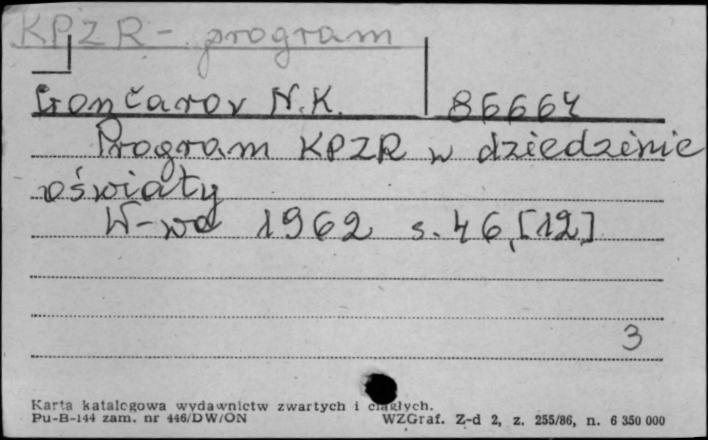 KPZR - program
Gončarov N.K. 86664
Program KPZR w dziedzinie
oświaty
W-wa 1962 s. 46, [12]
3
Karta katalogowa wydawnictw zwartych i ciągłych.
Pu-B-144 zam. nr 446/DW/ON WZGraf. Z-d 2, z. 255/86, n. 6 350 000